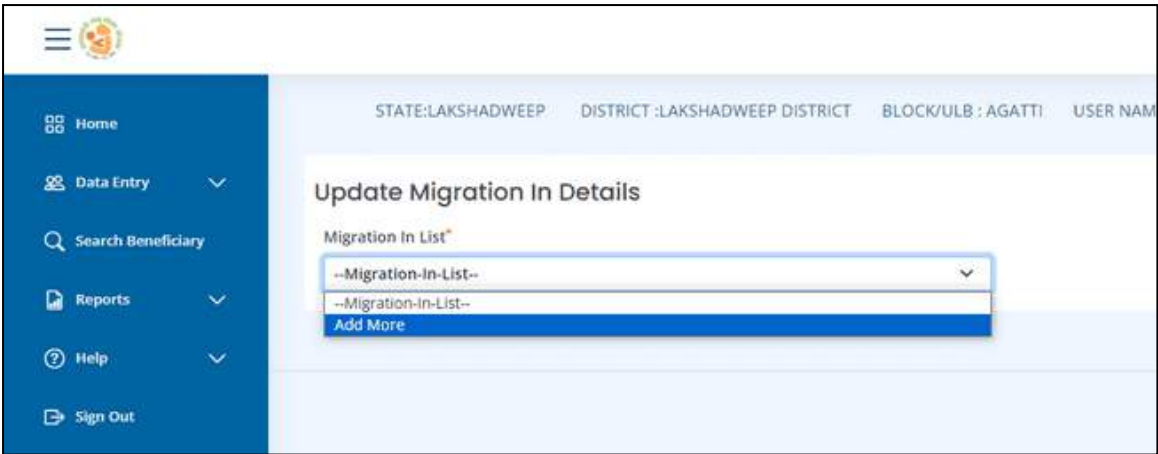 STATE:LAKSHADWEEP DISTRICT :LAKSHADWEEP DISTRICT BLOCK/ULB : AGATTI USER NAM
Home
Data Entry
Search Beneficiary
Reports
Help
Sign Out
Update Migration In Details
Migration In List*
--Migration-In-List--
--Migration-In-List--
Add More